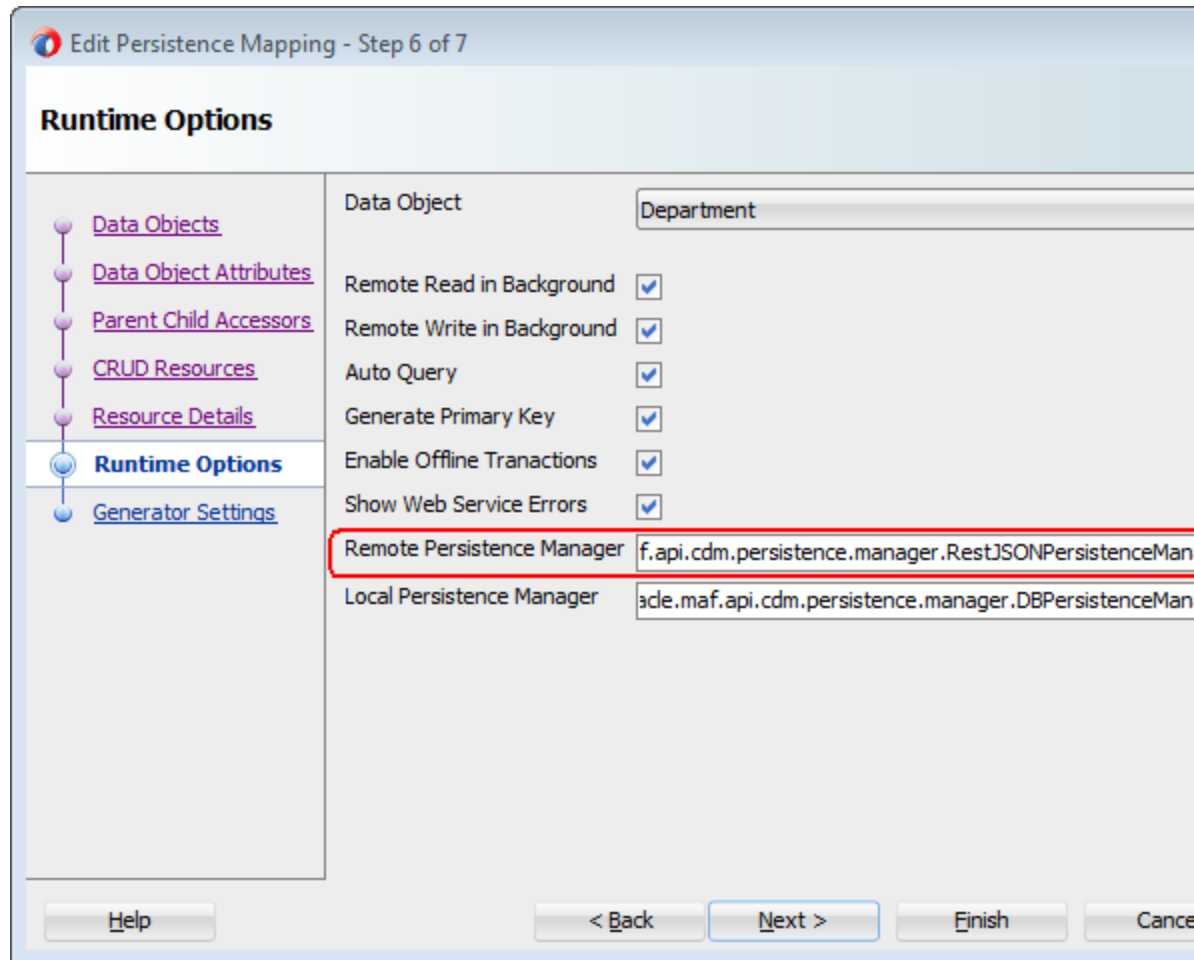 Edit Persistence Mapping - Step 6 of 7
Runtime Options
Data Objects
Data Object Attributes
Parent Child Accessors
CRUD Resources
Resource Details
Runtime Options
Generator Settings
Data Object Department
Remote Read in Background
Remote Write in Background
Auto Query
Generate Primary Key
Enable Offline Tranactions
Show Web Service Errors
Remote Persistence Manager f.api.cdm.persistence.manager.RestJSONPersistenceMan
Local Persistence Manager acle.maf.api.cdm.persistence.manager.DBPersistenceMan
Help < Back Next > Finish Cance